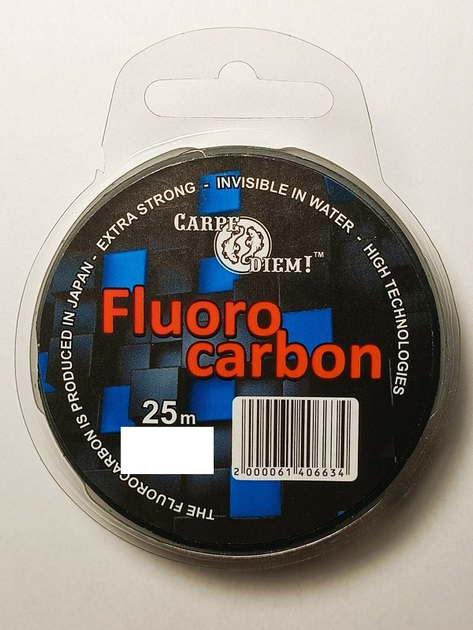 THE FLUOROCARBON IS PRODUCED IN JAPAN - EXTRA STRONG - INVISIBLE IN WATER - HIGH TECHNOLOGIES
CARPE
DIEM!™
Fluoro
carbon
25m
2 000061 406634